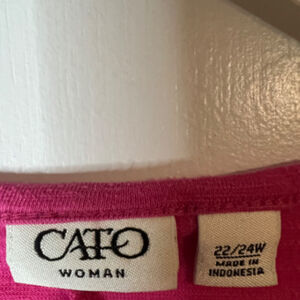 CATO
WOMAN
22/24W
MADE IN
INDONESIA